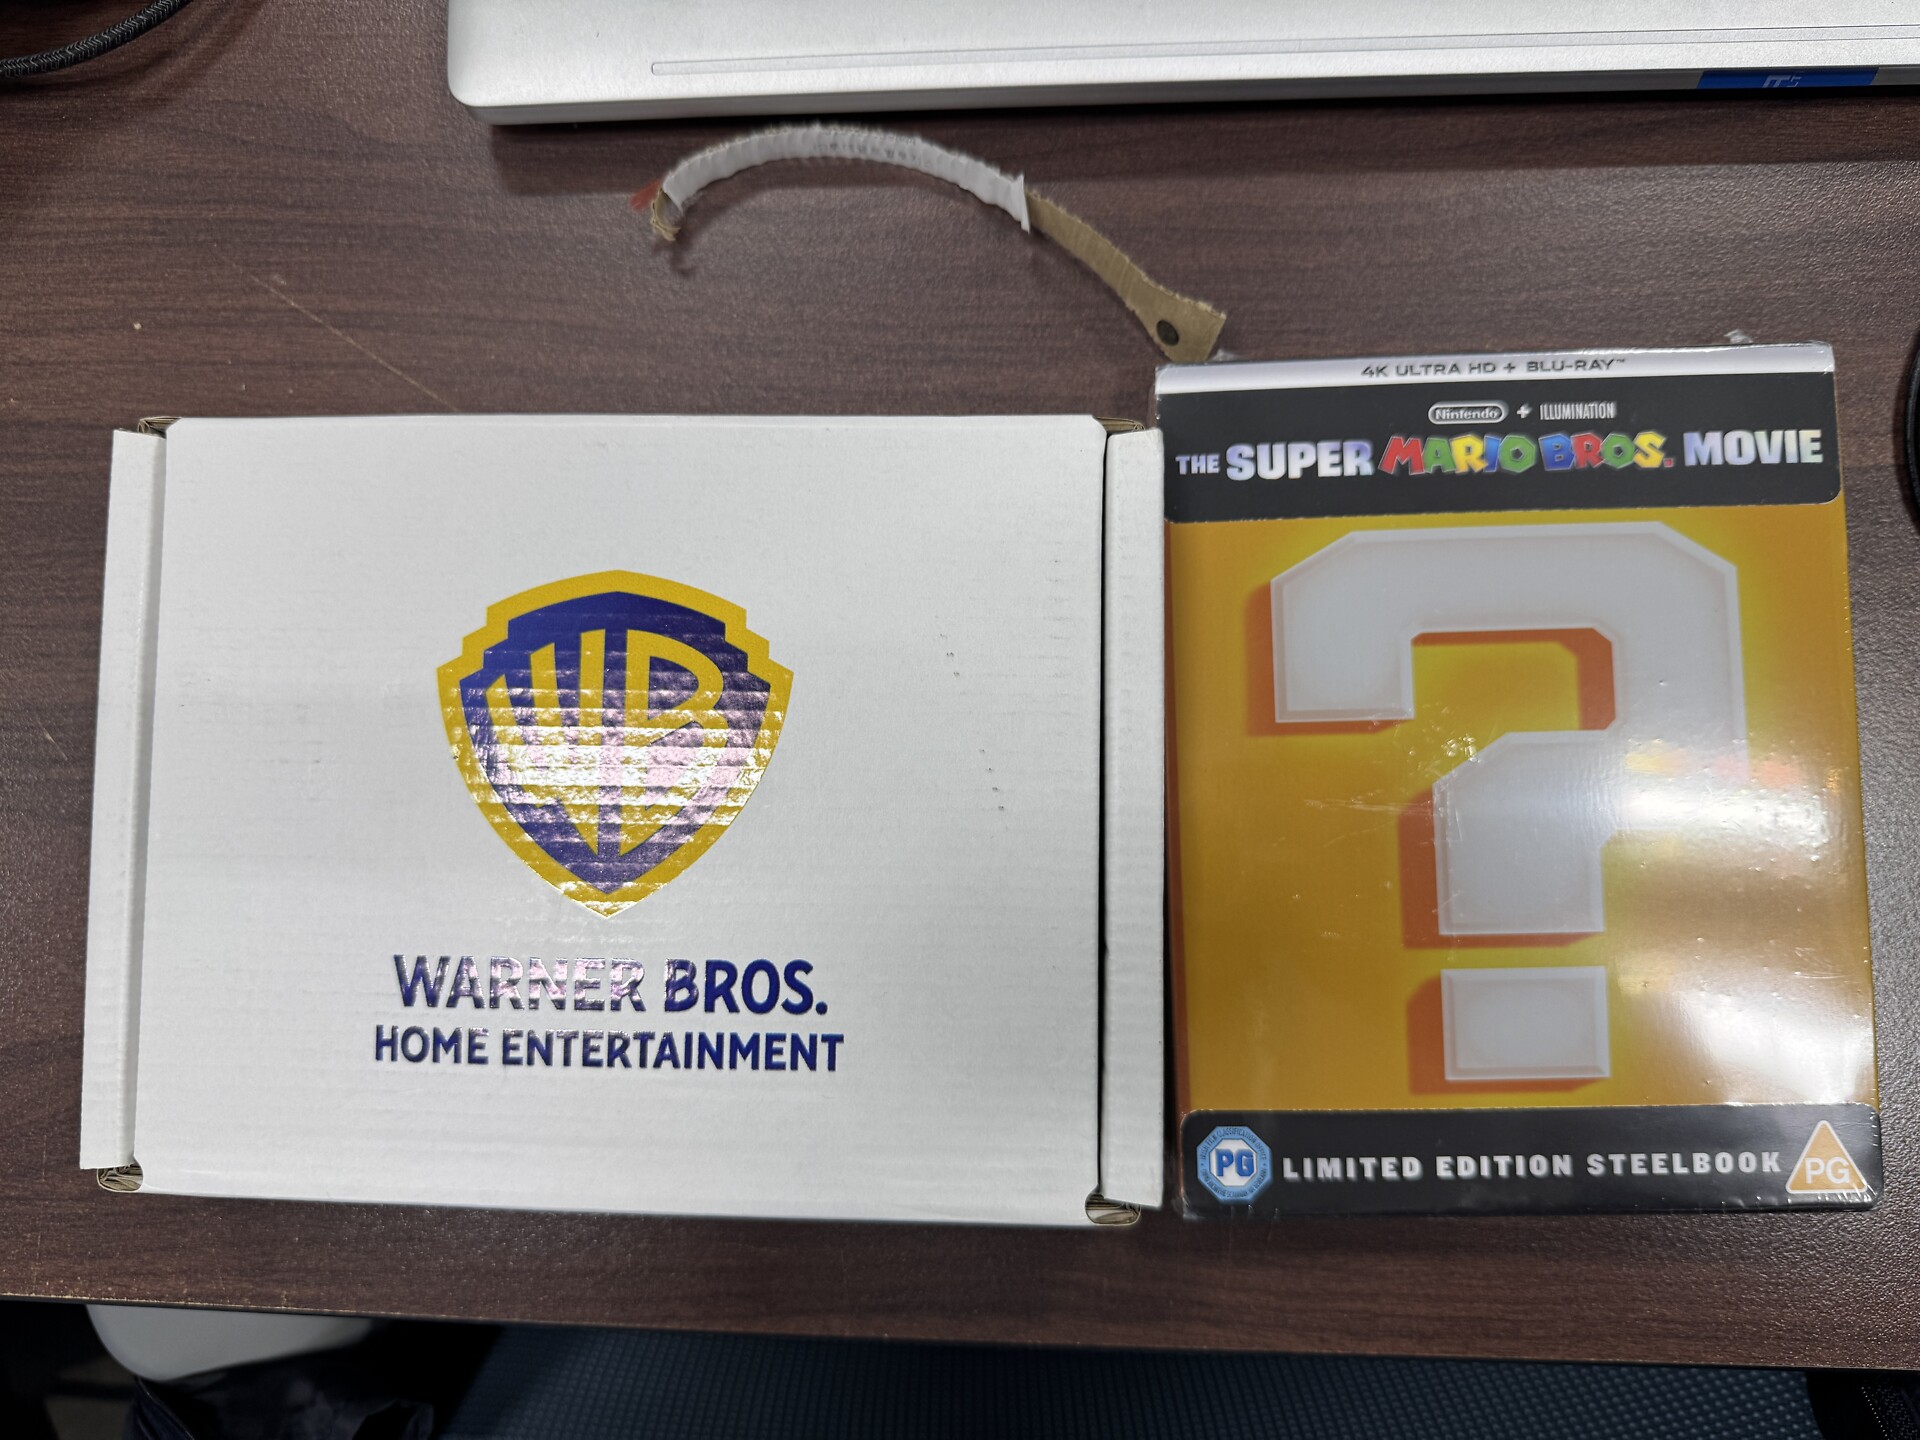 WB
WARNER BROS.
HOME ENTERTAINMENT
4K ULTRA HD + BLU-RAY™
Nintendo + ILLUMINATION
THE SUPER MARIO BROS. MOVIE
?
PG
LIMITED EDITION STEELBOOK
PG